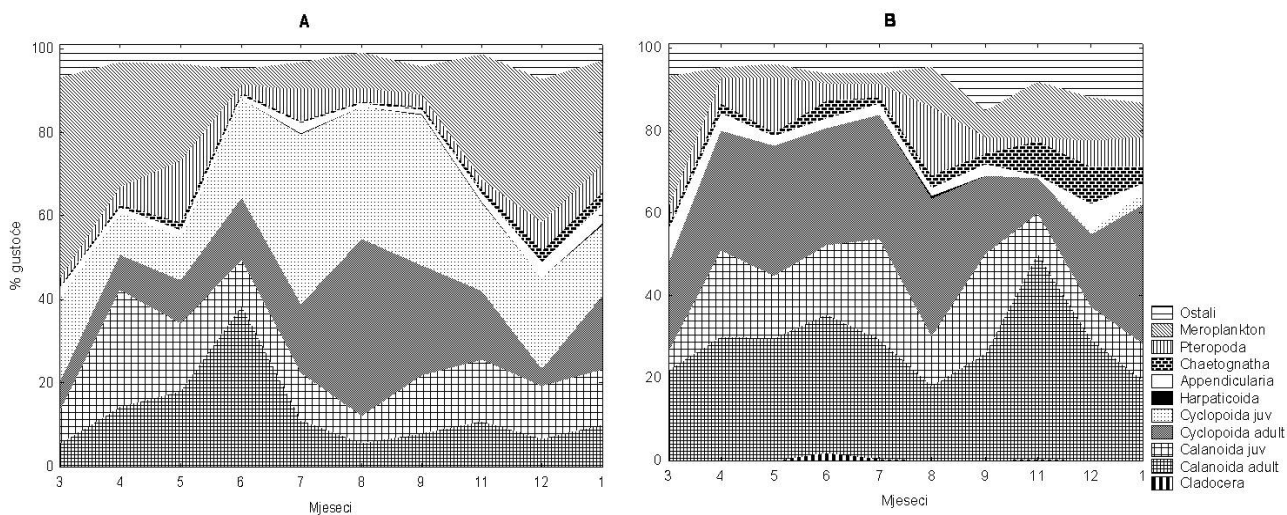 A
B
100
80
60
40
20
0
% gustoće
3 4 5 6 7 8 9 11 12 1
Mjeseci
100
80
60
40
20
0
3 4 5 6 7 8 9 11 12 1
Mjeseci
Ostali
Meroplankton
Pteropoda
Chaetognatha
Appendicularia
Harpaticoida
Cyclopoida juv
Cyclopoida adult
Calanoida juv
Calanoida adult
Cladocera